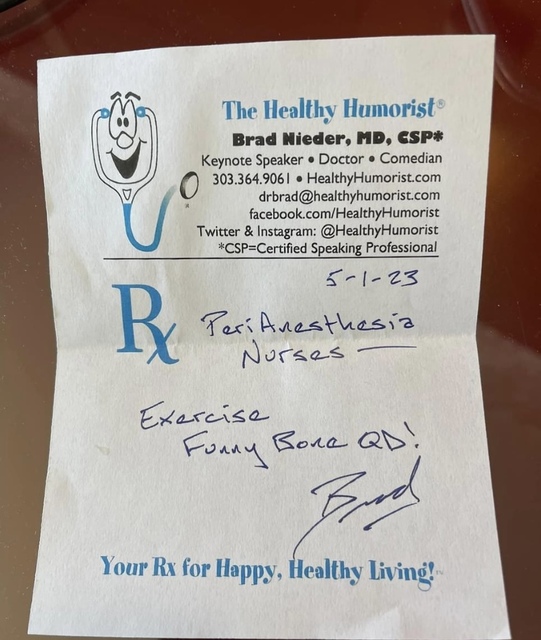 The Healthy Humorist®
Brad Nieder, MD, CSP*
Keynote Speaker • Doctor • Comedian
303.364.9061 • HealthyHumorist.com
drbrad@healthyhumorist.com
facebook.com/HealthyHumorist
Twitter & Instagram: @HealthyHumorist
*CSP=Certified Speaking Professional
5-1-23
Rx
PeriAnesthesia
Nurses —
Exercise
Funny Bone QD!
Brad
Your Rx for Happy, Healthy Living!™